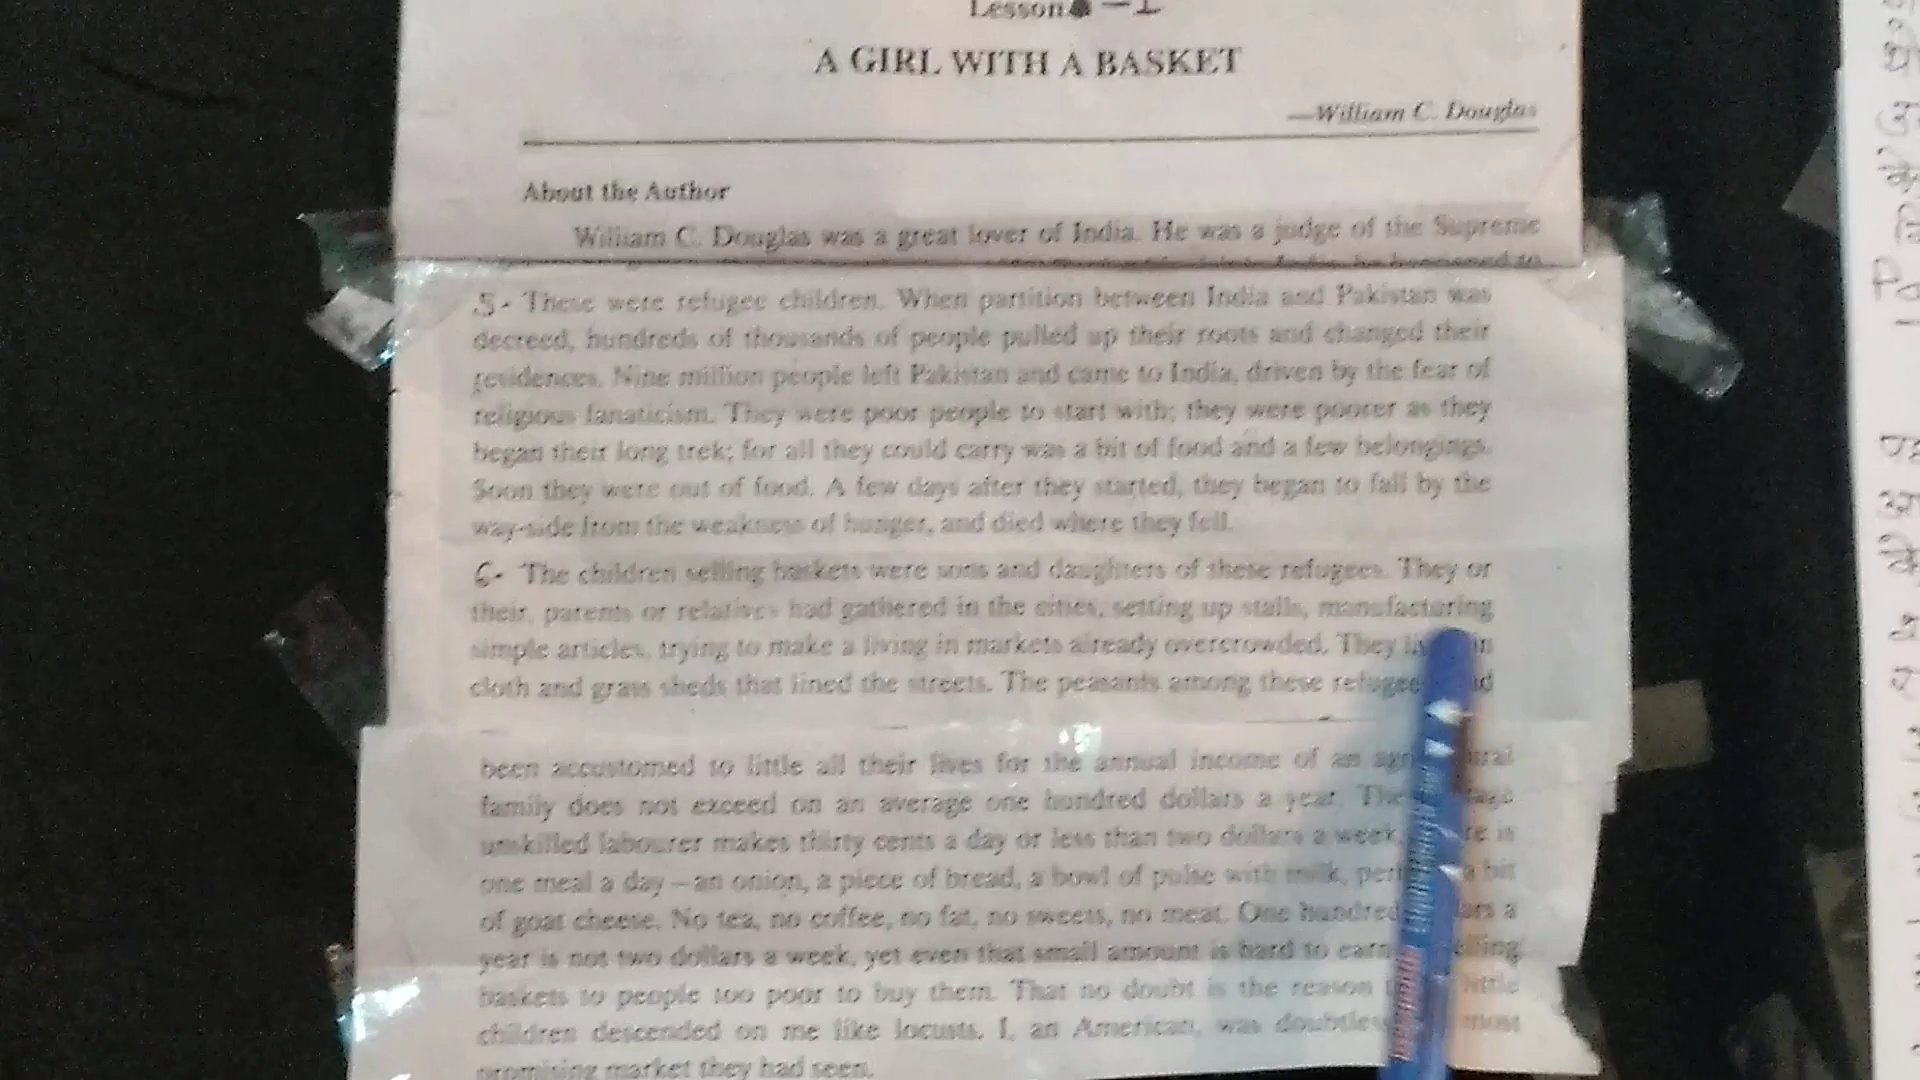 Lesson -I
A GIRL WITH A BASKET
—William C. Douglas
About the Author
William C. Douglas was a great lover of India. He was a judge of the Supreme
5- These were refugee children. When partition between India and Pakistan was
decreed, hundreds of thousands of people pulled up their roots and changed their
residences. Nine million people left Pakistan and came to India, driven by the fear of
religious fanaticism. They were poor people to start with; they were poorer as they
began their long trek; for all they could carry was a bit of food and a few belongings.
Soon they were out of food. A few days after they started, they began to fall by the
way-side from the weakness of hunger, and died where they fell.
6- The children selling baskets were sons and daughters of these refugees. They or
their, parents or relatives had gathered in the cities, setting up stalls, manufacturing
simple articles, trying to make a living in markets already overcrowded. They in
cloth and grass sheds that lined the streets. The peasants among these
been accustomed to little all their lives for the annual income of an
family does not exceed on an average one hundred dollars a year.
unskilled labourer makes thirty cents a day or less than two dollars a week. is
one meal a day—an onion, a piece of bread, a bowl of pulse with milk, bit
of goat cheese. No tea, no coffee, no fat, no sweets, no meat. One hundred a
year is not two dollars a week, yet even that small amount is hard to earn
baskets to people too poor to buy them. That no doubt is the reason little
children descended on me like locusts. I, an American, was most
promising market they had seen.